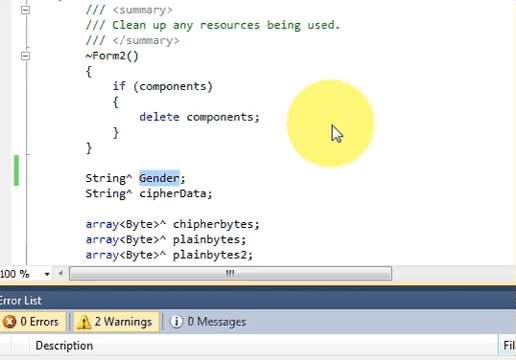 /// <summary>
/// Clean up any resources being used.
/// </summary>
~Form2()
{
if (components)
{
delete components;
}
}
String^ Gender;
String^ cipherData;
array<Byte>^ chipherbytes;
array<Byte>^ plainbytes;
array<Byte>^ plainbytes2;
100 %
Error List
0 Errors 2 Warnings 0 Messages
Description Fil